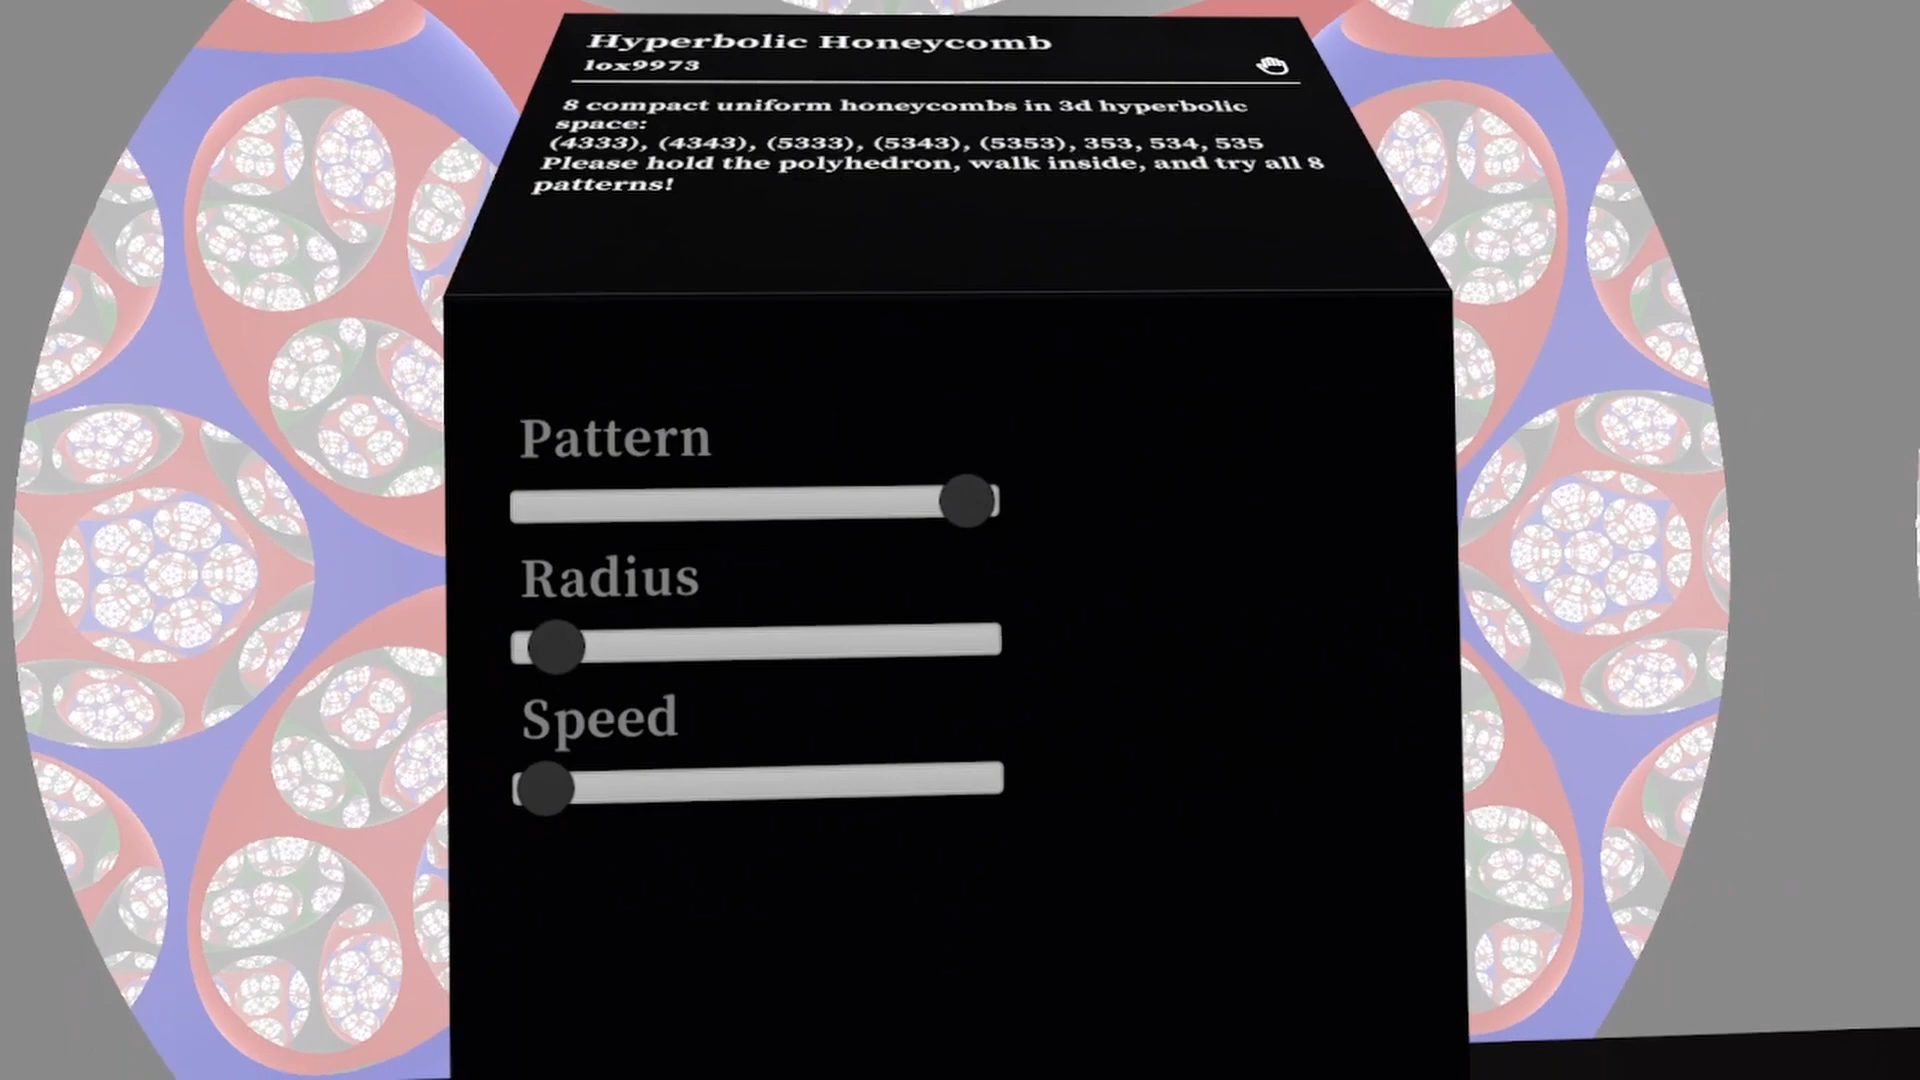 Hyperbolic Honeycomb
lox9973
8 compact uniform honeycombs in 3d hyperbolic
space:
(4333), (4343), (5333), (5343), (5353), 353, 534, 535
Please hold the polyhedron, walk inside, and try all 8
patterns!
Pattern
Radius
Speed